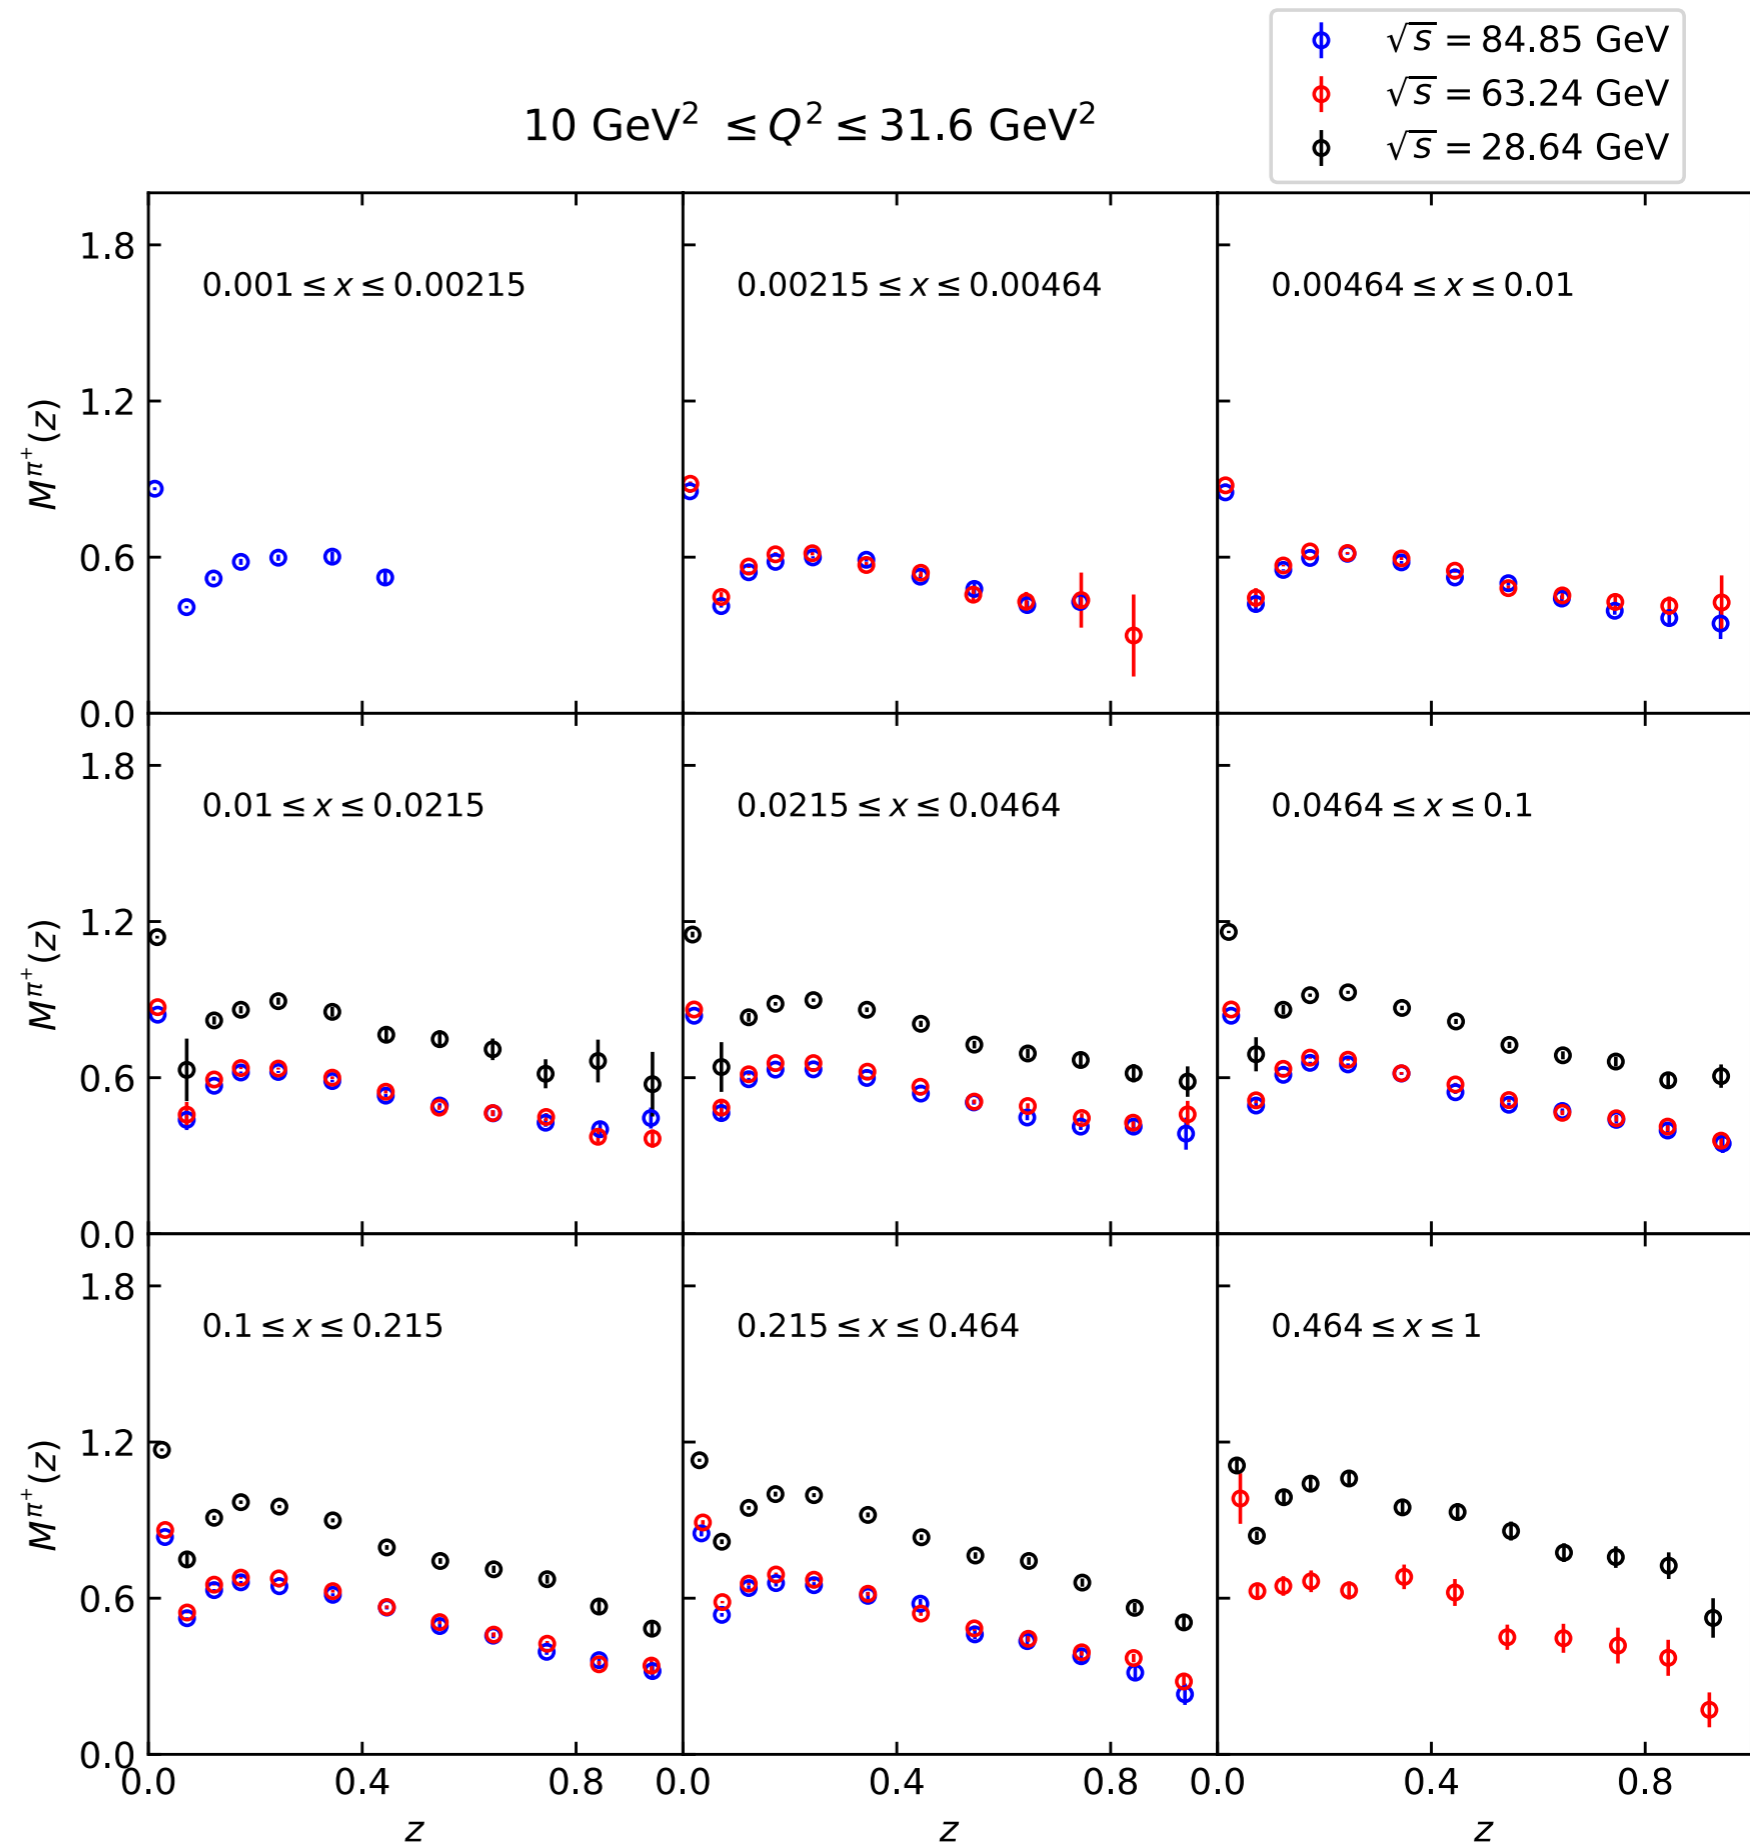 √s = 84.85 GeV
√s = 63.24 GeV
√s = 28.64 GeV
10 GeV² ≤ Q² ≤ 31.6 GeV²
1.8
1.2
0.6
0.0
M^{π⁺}(z)
0.001 ≤ x ≤ 0.00215
0.00215 ≤ x ≤ 0.00464
0.00464 ≤ x ≤ 0.01
1.8
1.2
0.6
0.0
M^{π⁺}(z)
0.01 ≤ x ≤ 0.0215
0.0215 ≤ x ≤ 0.0464
0.0464 ≤ x ≤ 0.1
1.8
1.2
0.6
0.0
M^{π⁺}(z)
0.1 ≤ x ≤ 0.215
0.215 ≤ x ≤ 0.464
0.464 ≤ x ≤ 1
0.0 0.4 0.8 0.0 0.4 0.8 0.0 0.4 0.8
z z z